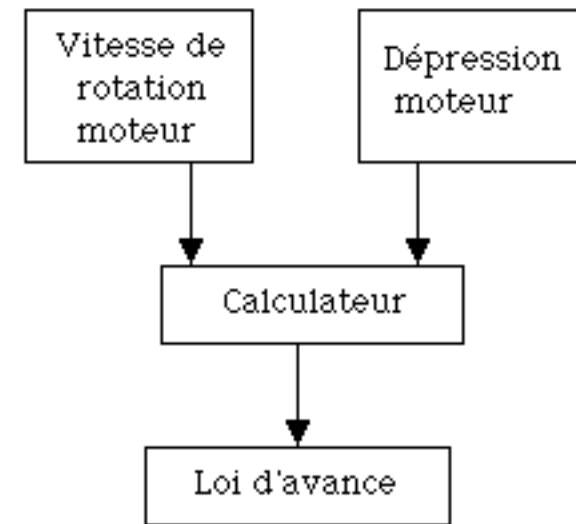 Vitesse de
rotation
moteur
Dépression
moteur
Calculateur
Loi d'avance